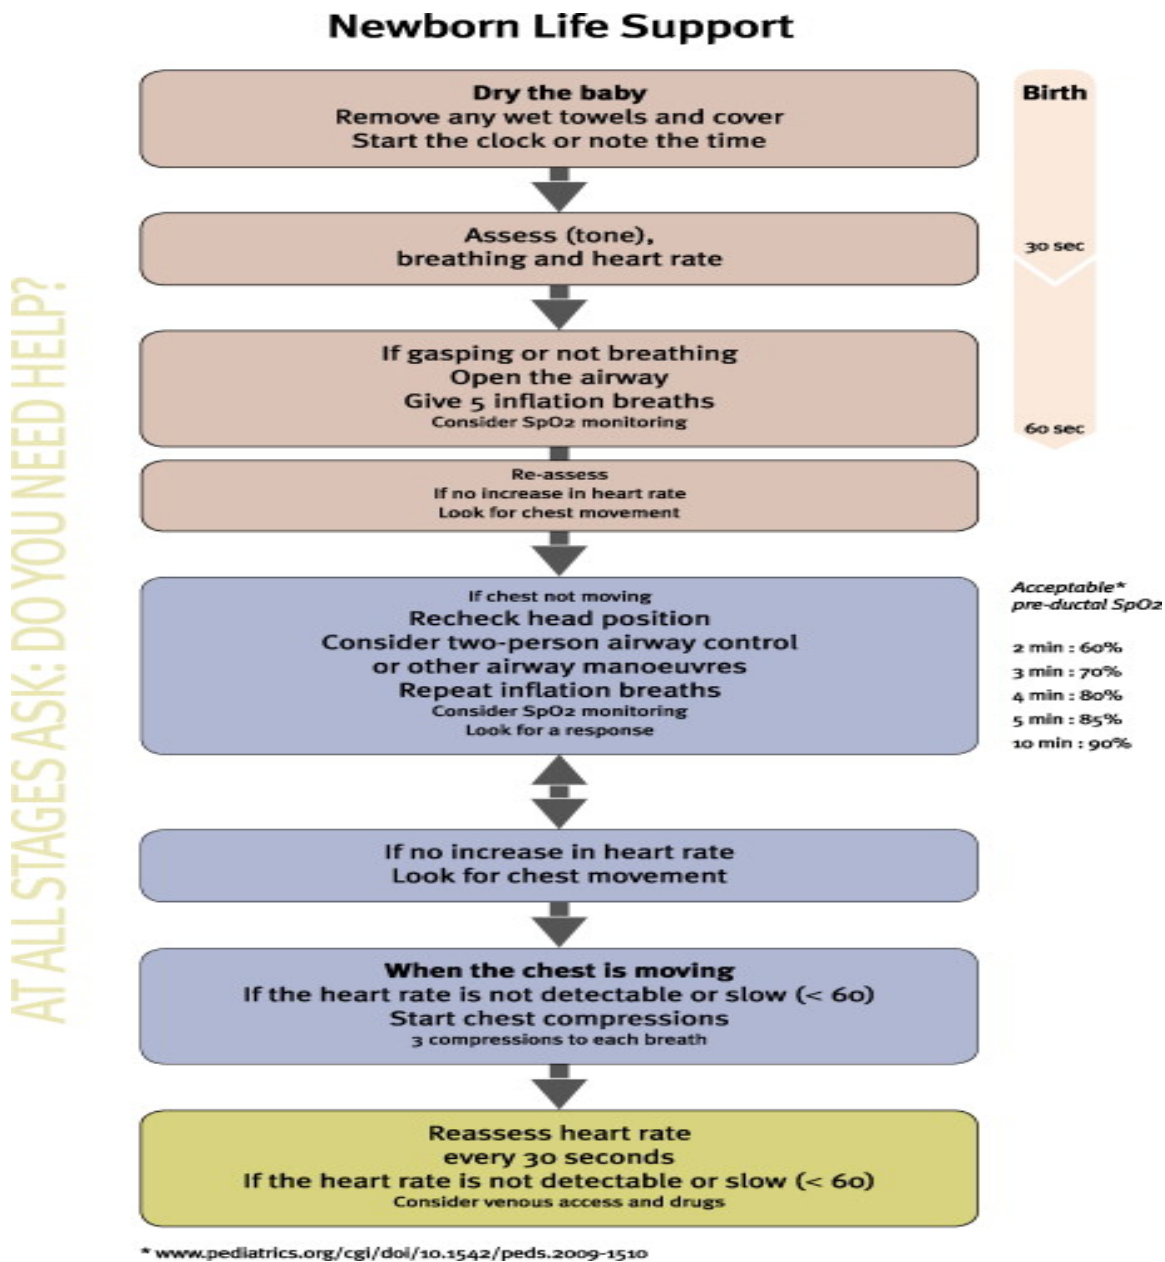 Newborn Life Support
Dry the baby
Remove any wet towels and cover
Start the clock or note the time
Birth
Assess (tone),
breathing and heart rate
30 sec
If gasping or not breathing
Open the airway
Give 5 inflation breaths
Consider SpO2 monitoring
60 sec
Re-assess
If no increase in heart rate
Look for chest movement
If chest not moving
Recheck head position
Consider two-person airway control
or other airway manoeuvres
Repeat inflation breaths
Consider SpO2 monitoring
Look for a response
Acceptable*
pre-ductal SpO2
2 min : 60%
3 min : 70%
4 min : 80%
5 min : 85%
10 min : 90%
If no increase in heart rate
Look for chest movement
When the chest is moving
If the heart rate is not detectable or slow (< 60)
Start chest compressions
3 compressions to each breath
Reassess heart rate
every 30 seconds
If the heart rate is not detectable or slow (< 60)
Consider venous access and drugs
AT ALL STAGES ASK: DO YOU NEED HELP?
* www.pediatrics.org/cgi/doi/10.1542/peds.2009-1510